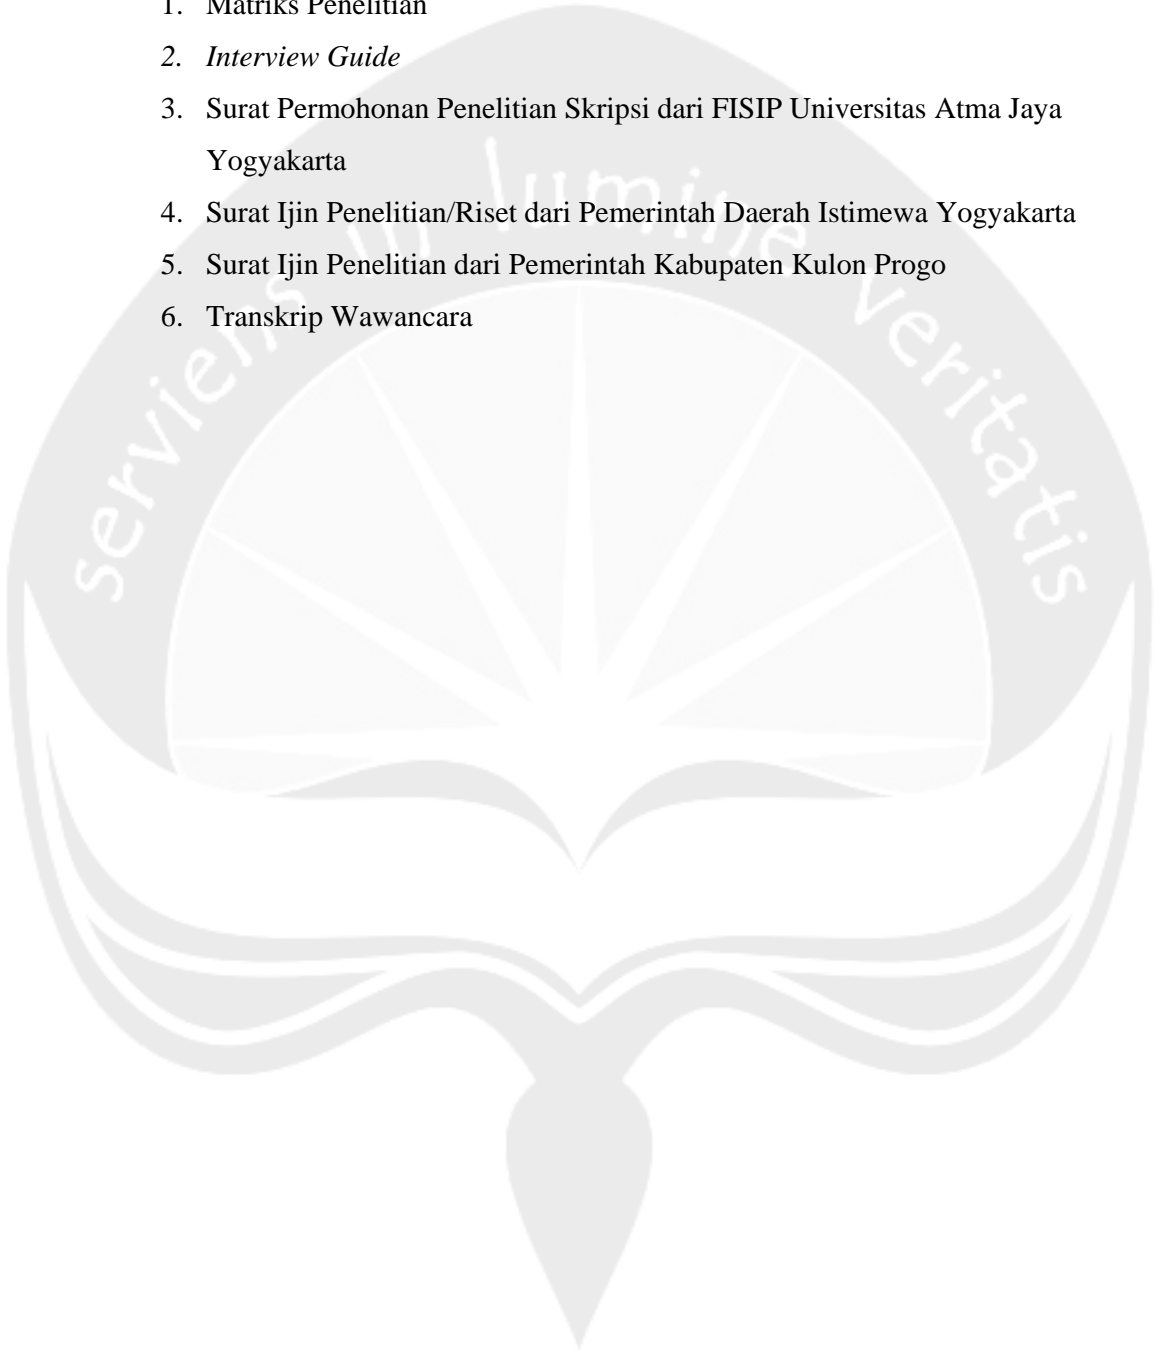 1. Matriks Penelitian
2. Interview Guide
3. Surat Permohonan Penelitian Skripsi dari FISIP Universitas Atma Jaya
Yogyakarta
4. Surat Ijin Penelitian/Riset dari Pemerintah Daerah Istimewa Yogyakarta
5. Surat Ijin Penelitian dari Pemerintah Kabupaten Kulon Progo
6. Transkrip Wawancara
serviens in lumine veritatis